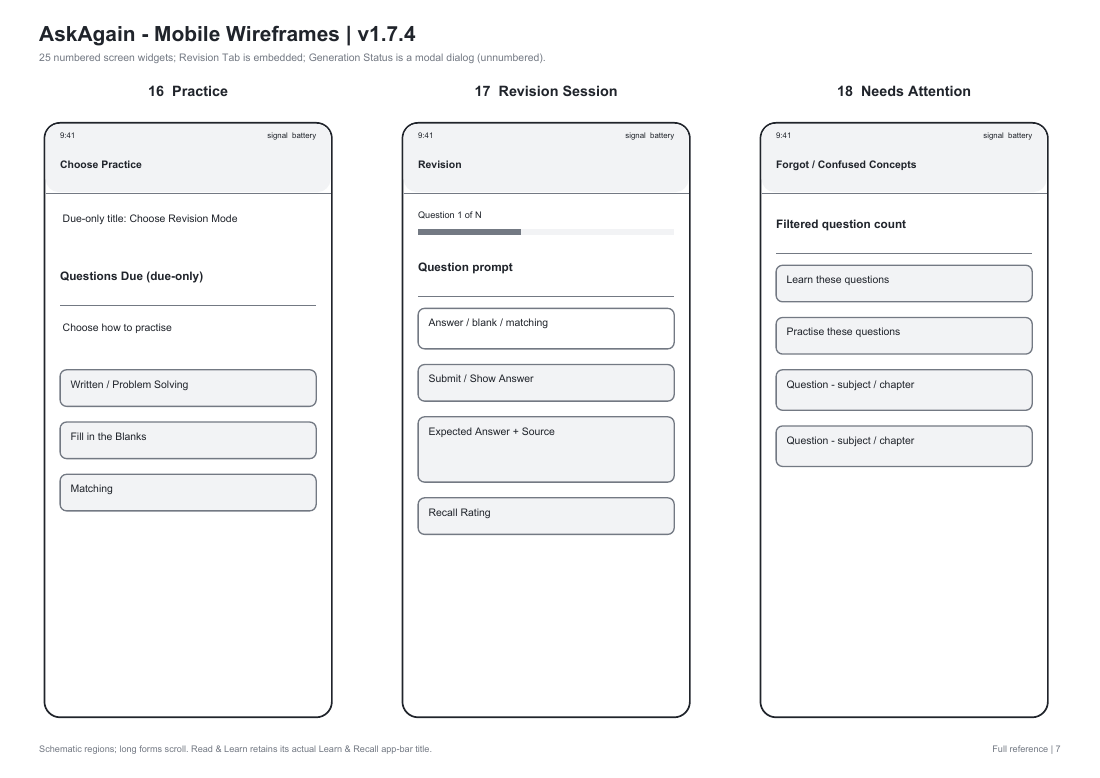 AskAgain - Mobile Wireframes | v1.7.4
25 numbered screen widgets; Revision Tab is embedded; Generation Status is a modal dialog (unnumbered).
16 Practice
9:41 signal battery
Choose Practice
Due-only title: Choose Revision Mode
Questions Due (due-only)
Choose how to practise
Written / Problem Solving
Fill in the Blanks
Matching
17 Revision Session
9:41 signal battery
Revision
Question 1 of N
Question prompt
Answer / blank / matching
Submit / Show Answer
Expected Answer + Source
Recall Rating
18 Needs Attention
9:41 signal battery
Forgot / Confused Concepts
Filtered question count
Learn these questions
Practise these questions
Question - subject / chapter
Question - subject / chapter
Schematic regions; long forms scroll. Read & Learn retains its actual Learn & Recall app-bar title.
Full reference | 7